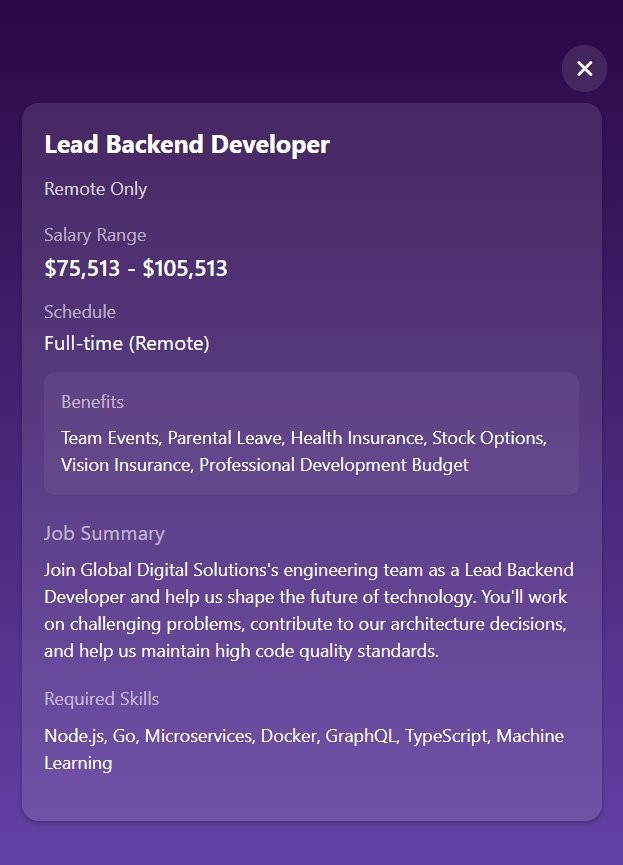 Lead Backend Developer
Remote Only
Salary Range
$75,513 - $105,513
Schedule
Full-time (Remote)
Benefits
Team Events, Parental Leave, Health Insurance, Stock Options,
Vision Insurance, Professional Development Budget
Job Summary
Join Global Digital Solutions's engineering team as a Lead Backend
Developer and help us shape the future of technology. You'll work
on challenging problems, contribute to our architecture decisions,
and help us maintain high code quality standards.
Required Skills
Node.js, Go, Microservices, Docker, GraphQL, TypeScript, Machine
Learning